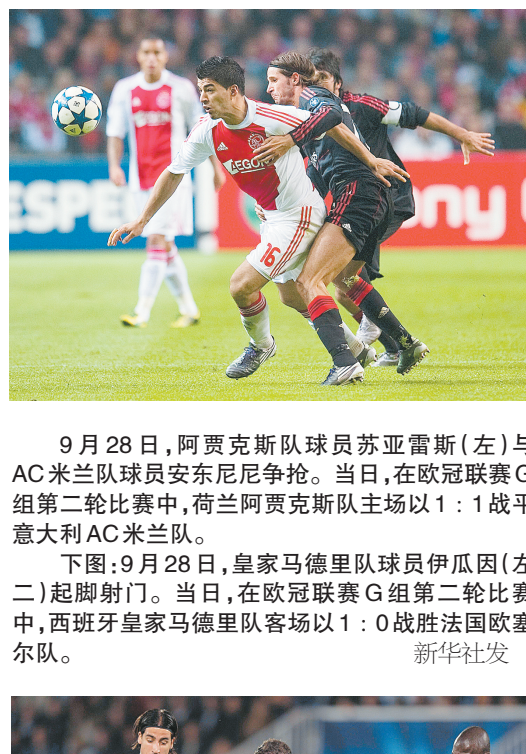 ESPE
AEGON
16
ony
9月28日,阿贾克斯队球员苏亚雷斯(左)与
AC米兰队球员安东尼尼争抢。当日,在欧冠联赛G
组第二轮比赛中,荷兰阿贾克斯队主场以1:1战平
意大利AC米兰队。
下图:9月28日,皇家马德里队球员伊瓜因(左
二)起脚射门。当日,在欧冠联赛G组第二轮比赛
中,西班牙皇家马德里队客场以1:0战胜法国欧塞
尔队。
新华社发